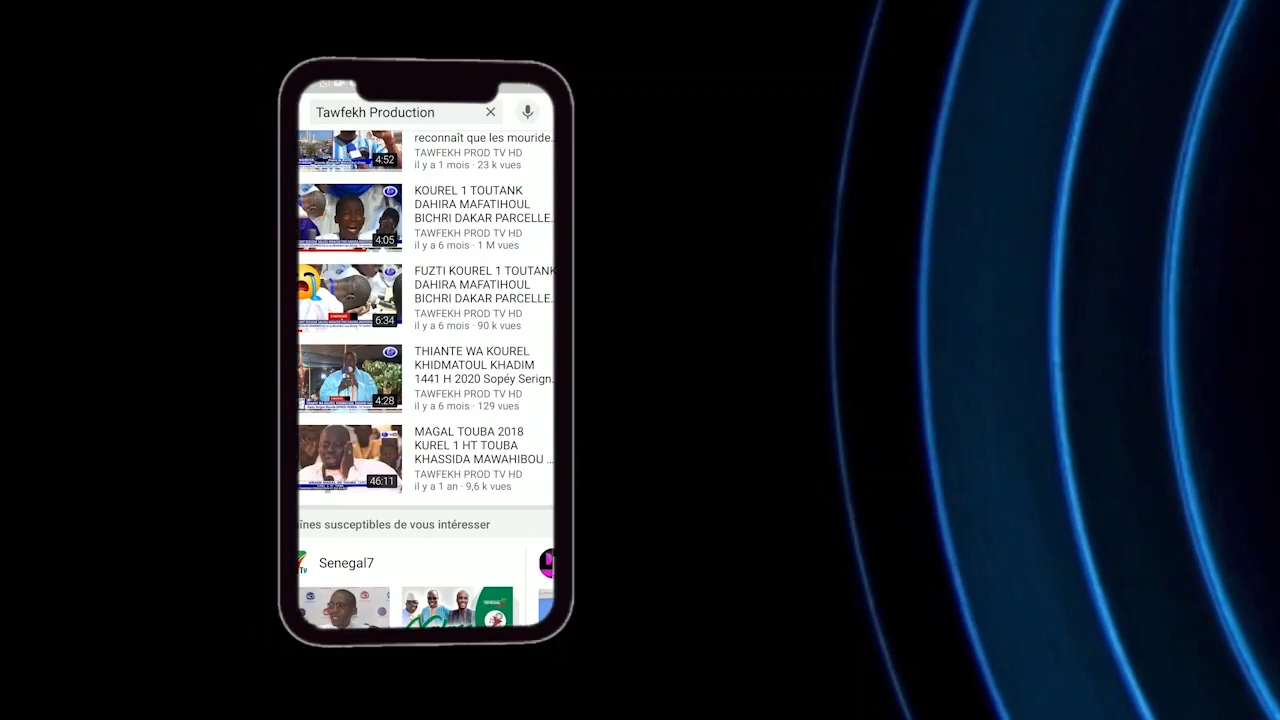 Tawfekh Production
reconnaît que les mouride...
TAWFEKH PROD TV HD
il y a 1 mois · 23 k vues
4:52
KOUREL 1 TOUTANK
DAHIRA MAFATIHOUL
BICHRI DAKAR PARCELLE...
TAWFEKH PROD TV HD
il y a 6 mois · 1 M vues
4:05
FUZTI KOUREL 1 TOUTANK
DAHIRA MAFATIHOUL
BICHRI DAKAR PARCELLE...
TAWFEKH PROD TV HD
il y a 6 mois · 90 k vues
6:34
THIANTE WA KOUREL
KHIDMATOUL KHADIM
1441 H 2020 Sopéy Serign...
TAWFEKH PROD TV HD
il y a 6 mois · 129 vues
4:28
MAGAL TOUBA 2018
KUREL 1 HT TOUBA
KHASSIDA MAWAHIBOU ...
TAWFEKH PROD TV HD
il y a 1 an · 9,6 k vues
46:11
înes susceptibles de vous intéresser
Senegal7